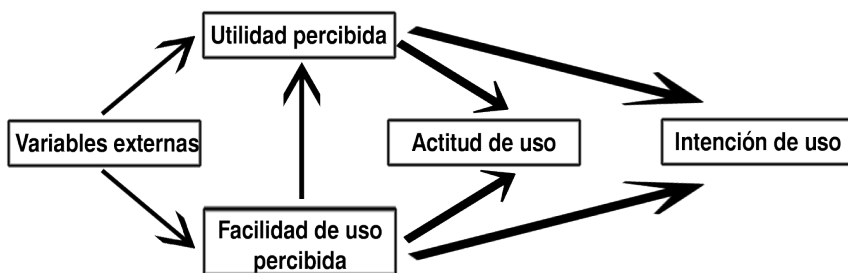 Utilidad percibida
Variables externas
Actitud de uso
Intención de uso
Facilidad de uso
percibida